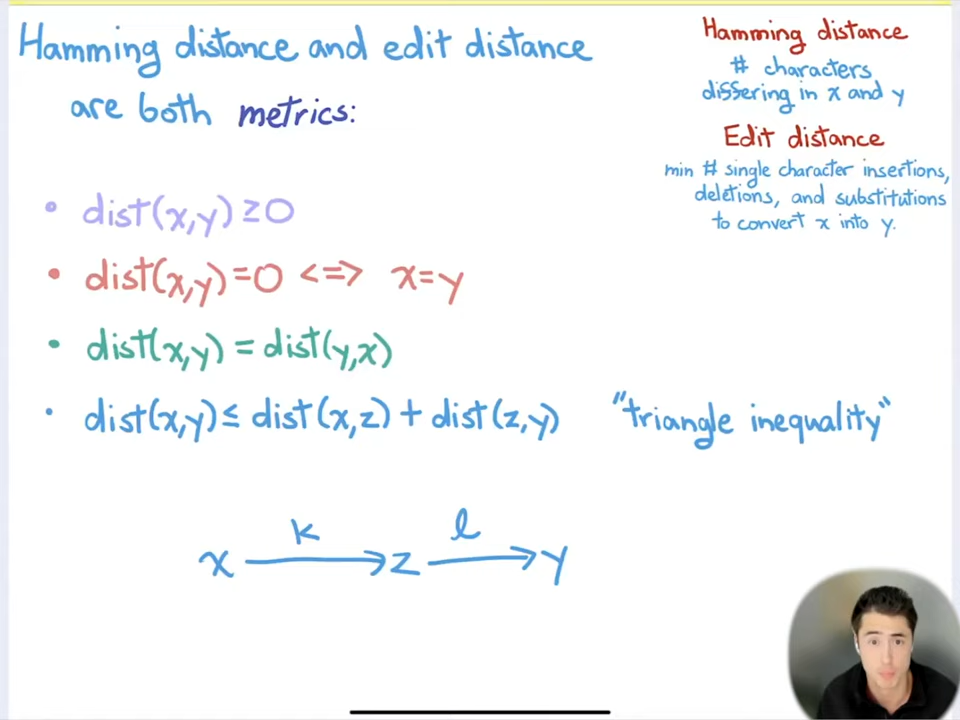 Hamming distance and edit distance
are both metrics:
• dist(x,y) ≥ 0
• dist(x,y) = 0 <=> x=y
• dist(x,y) = dist(y,x)
• dist(x,y) ≤ dist(x,z) + dist(z,y) "triangle inequality"
k l
x → z → y
Hamming distance
# characters
differing in x and y
Edit distance
min # single character insertions,
deletions, and substitutions
to convert x into y.